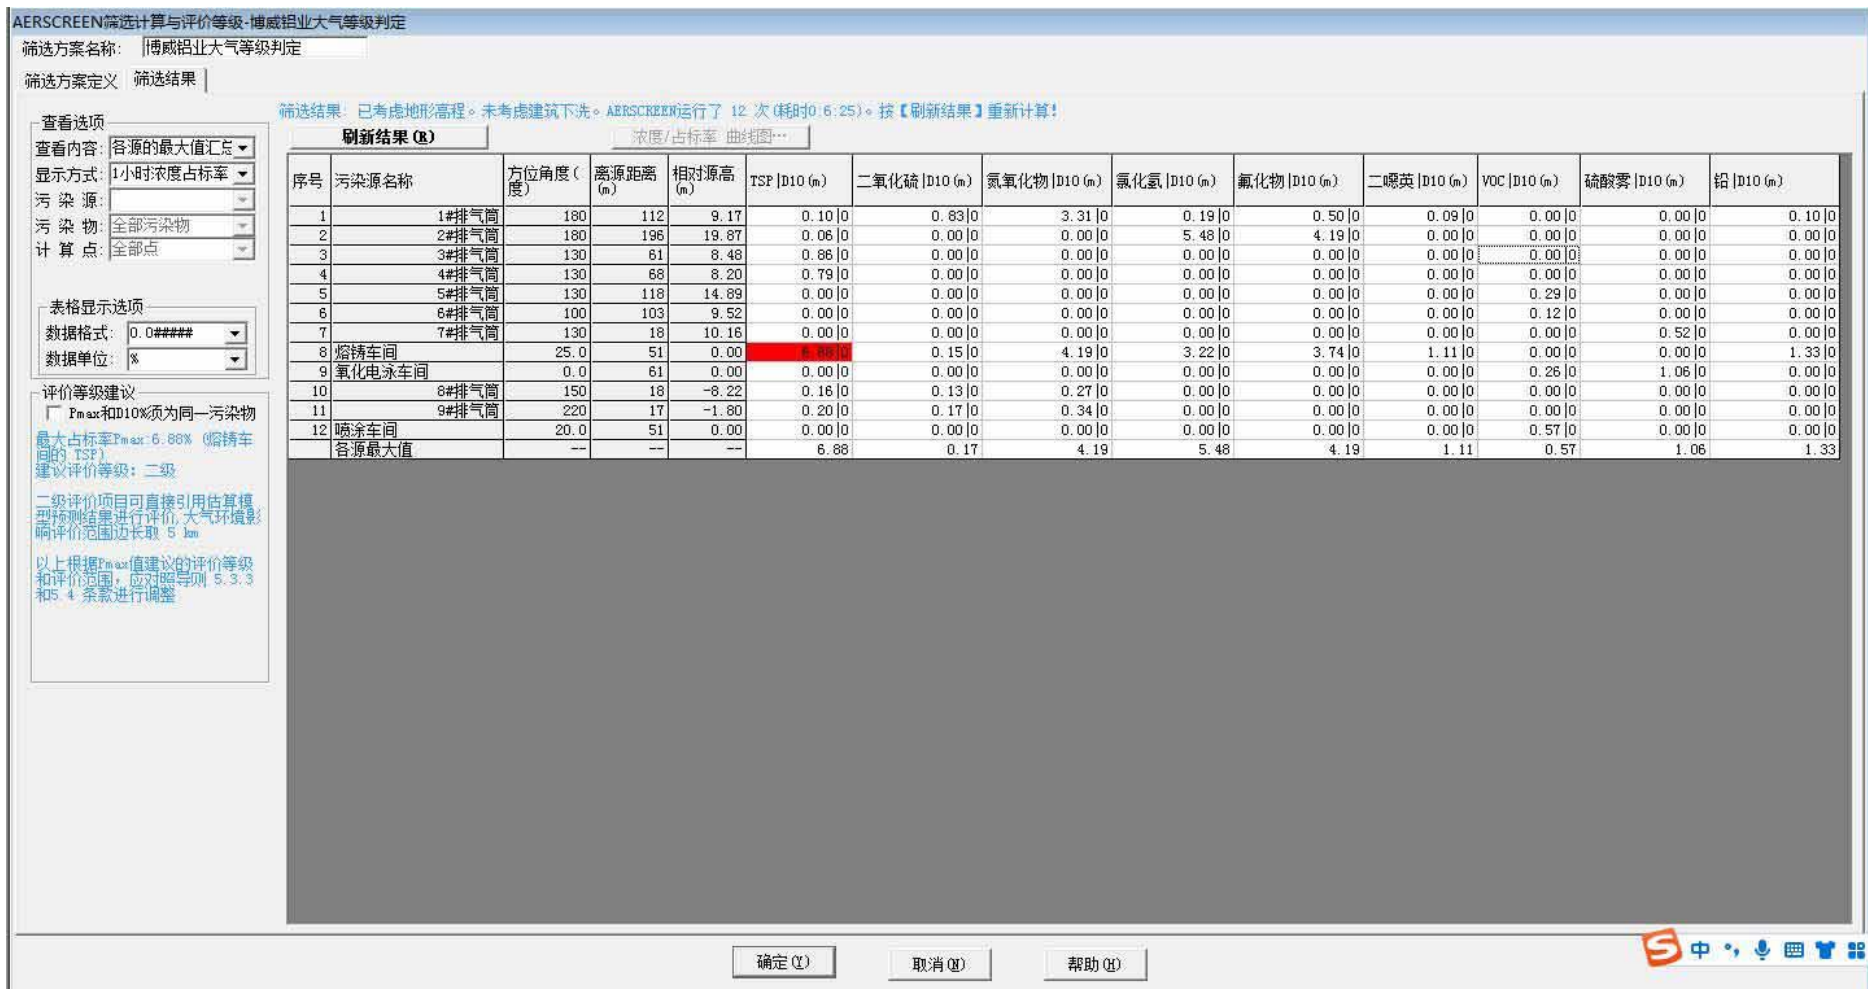 AERSCREEN筛选计算与评价等级-博威铝业大气等级判定
筛选方案名称: 博威铝业大气等级判定
筛选方案定义 筛选结果
筛选结果: 已考虑地形高程。未考虑建筑下洗。AERSCREEN运行了 12 次(耗时0:6:25)。按【刷新结果】重新计算!
刷新结果(R) 浓度/占标率 曲线图…
查看选项
查看内容: 各源的最大值汇总
显示方式: 1小时浓度占标率
污 染 源:
污 染 物: 全部污染物
计 算 点: 全部点
表格显示选项
数据格式: 0.0#####
数据单位: %
评价等级建议
Pmax和D10%须为同一污染物
最大占标率Pmax:6.88% (熔铸车
间的 TSP)
建议评价等级: 二级
二级评价项目可直接引用估算模
型预测结果进行评价,大气环境影
响评价范围边长取 5 km
以上根据Pmax值建议的评价等级
和评价范围,应对照导则 5.3.3
和5.4 条款进行调整
序号 污染源名称 方位角度(度) 离源距离(m) 相对源高(m) TSP|D10(m) 二氧化硫|D10(m) 氮氧化物|D10(m) 氯化氢|D10(m) 氟化物|D10(m) 二噁英|D10(m) VOC|D10(m) 硫酸雾|D10(m) 铅|D10(m)
1 1#排气筒 180 112 9.17 0.10|0 0.83|0 3.31|0 0.19|0 0.50|0 0.09|0 0.00|0 0.00|0 0.10|0
2 2#排气筒 180 196 19.87 0.06|0 0.00|0 0.00|0 5.48|0 4.19|0 0.00|0 0.00|0 0.00|0 0.00|0
3 3#排气筒 130 61 8.48 0.86|0 0.00|0 0.00|0 0.00|0 0.00|0 0.00|0 0.00|0 0.00|0 0.00|0
4 4#排气筒 130 68 8.20 0.79|0 0.00|0 0.00|0 0.00|0 0.00|0 0.00|0 0.00|0 0.00|0 0.00|0
5 5#排气筒 130 118 14.89 0.00|0 0.00|0 0.00|0 0.00|0 0.00|0 0.00|0 0.29|0 0.00|0 0.00|0
6 6#排气筒 100 103 9.52 0.00|0 0.00|0 0.00|0 0.00|0 0.00|0 0.00|0 0.12|0 0.00|0 0.00|0
7 7#排气筒 130 18 10.16 0.00|0 0.00|0 0.00|0 0.00|0 0.00|0 0.00|0 0.00|0 0.52|0 0.00|0
8 熔铸车间 25.0 51 0.00 6.88|0 0.15|0 4.19|0 3.22|0 3.74|0 1.11|0 0.00|0 0.00|0 1.33|0
9 氧化电泳车间 0.0 61 0.00 0.00|0 0.00|0 0.00|0 0.00|0 0.00|0 0.00|0 0.26|0 1.06|0 0.00|0
10 8#排气筒 150 18 -8.22 0.16|0 0.13|0 0.27|0 0.00|0 0.00|0 0.00|0 0.00|0 0.00|0 0.00|0
11 9#排气筒 220 17 -1.80 0.20|0 0.17|0 0.34|0 0.00|0 0.00|0 0.00|0 0.00|0 0.00|0 0.00|0
12 喷涂车间 20.0 51 0.00 0.00|0 0.00|0 0.00|0 0.00|0 0.00|0 0.00|0 0.57|0 0.00|0 0.00|0
各源最大值 -- -- -- 6.88 0.17 4.19 5.48 4.19 1.11 0.57 1.06 1.33
确定(Y) 取消(N) 帮助(H)
中